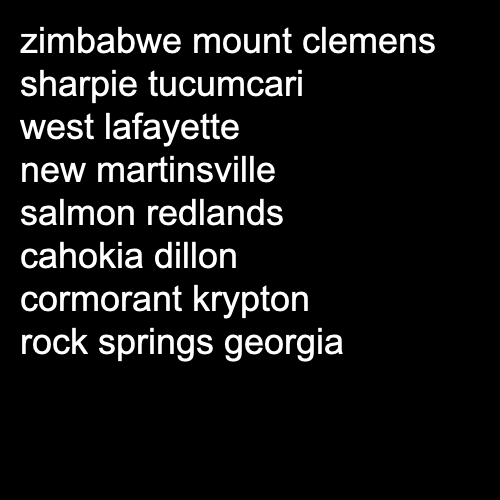 zimbabwe mount clemens
sharpie tucumcari
west lafayette
new martinsville
salmon redlands
cahokia dillon
cormorant krypton
rock springs georgia